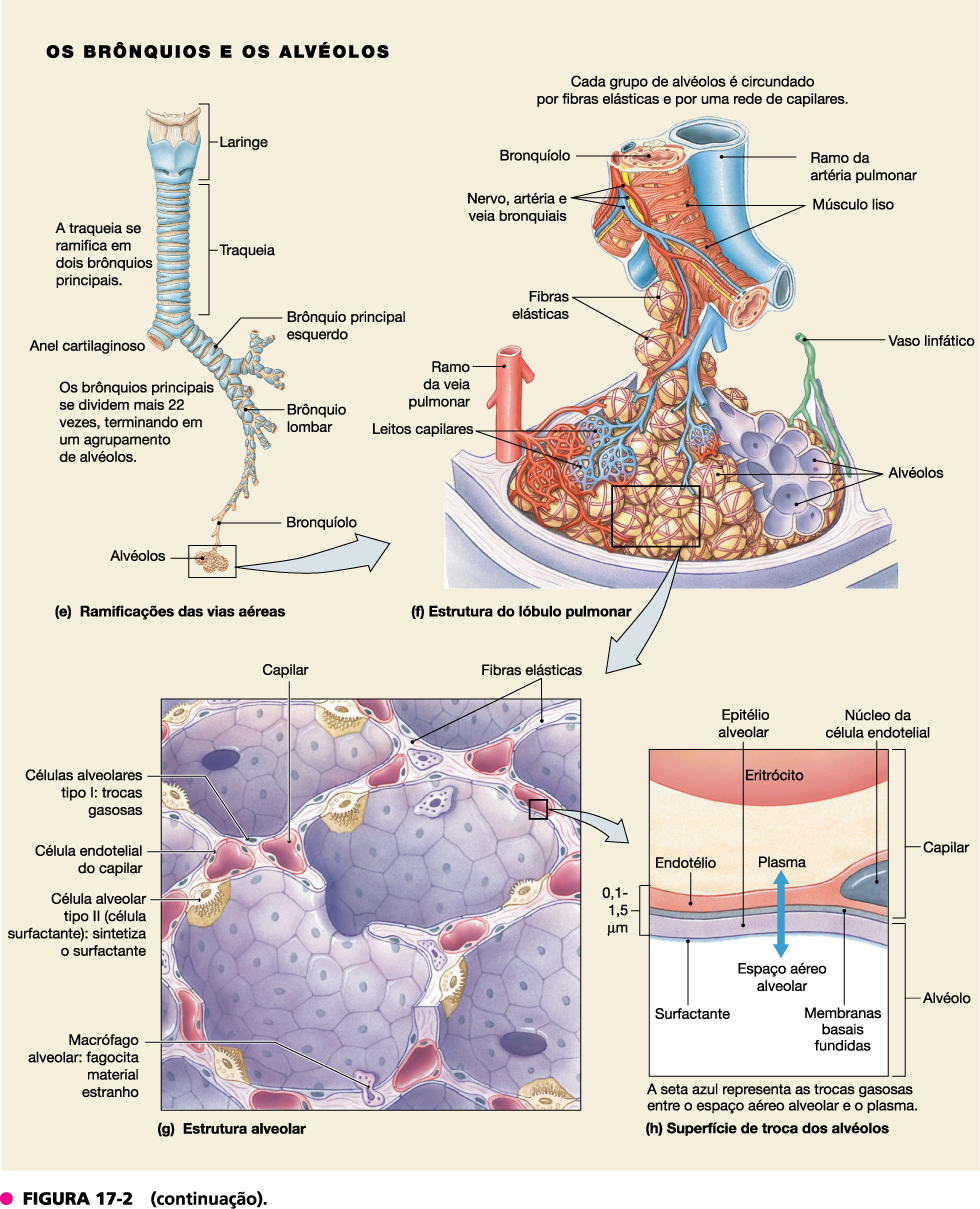 OS BRÔNQUIOS E OS ALVÉOLOS
Cada grupo de alvéolos é circundado
por fibras elásticas e por uma rede de capilares.
Laringe
A traqueia se
ramifica em
dois brônquios
principais.
Traqueia
Brônquio principal
esquerdo
Anel cartilaginoso
Os brônquios principais
se dividem mais 22
vezes, terminando em
um agrupamento
de alvéolos.
Brônquio
lombar
Bronquíolo
Alvéolos
(e) Ramificações das vias aéreas
Bronquíolo
Nervo, artéria e
veia bronquiais
Ramo da
artéria pulmonar
Músculo liso
Fibras
elásticas
Vaso linfático
Ramo
da veia
pulmonar
Leitos capilares
Alvéolos
(f) Estrutura do lóbulo pulmonar
Capilar
Fibras elásticas
Células alveolares
tipo I: trocas
gasosas
Célula endotelial
do capilar
Célula alveolar
tipo II (célula
surfactante): sintetiza
o surfactante
Macrófago
alveolar: fagocita
material
estranho
(g) Estrutura alveolar
Epitélio
alveolar
Núcleo da
célula endotelial
Eritrócito
Capilar
Endotélio
Plasma
0,1-
1,5
µm
Espaço aéreo
alveolar
Surfactante
Membranas
basais
fundidas
Alvéolo
A seta azul representa as trocas gasosas
entre o espaço aéreo alveolar e o plasma.
(h) Superfície de troca dos alvéolos
FIGURA 17-2 (continuação).